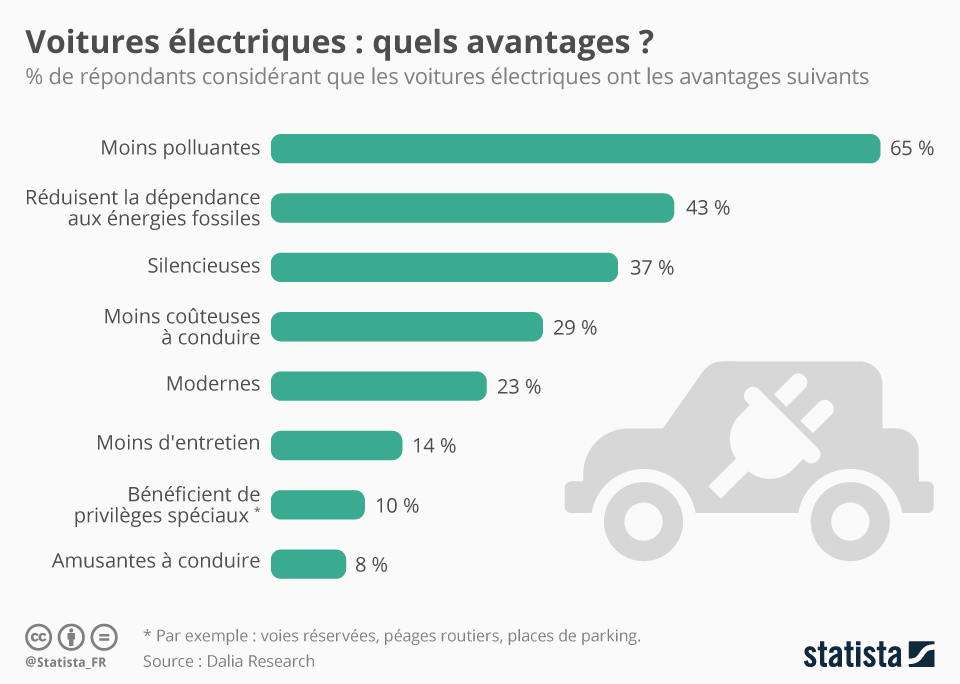 Voitures électriques : quels avantages ?
% de répondants considérant que les voitures électriques ont les avantages suivants
Moins polluantes
65 %
Réduisent la dépendance
aux énergies fossiles
43 %
Silencieuses
37 %
Moins coûteuses
à conduire
29 %
Modernes
23 %
Moins d'entretien
14 %
Bénéficient de
privilèges spéciaux *
10 %
Amusantes à conduire
8 %
cc
@Statista_FR
* Par exemple : voies réservées, péages routiers, places de parking.
Source : Dalia Research
statista